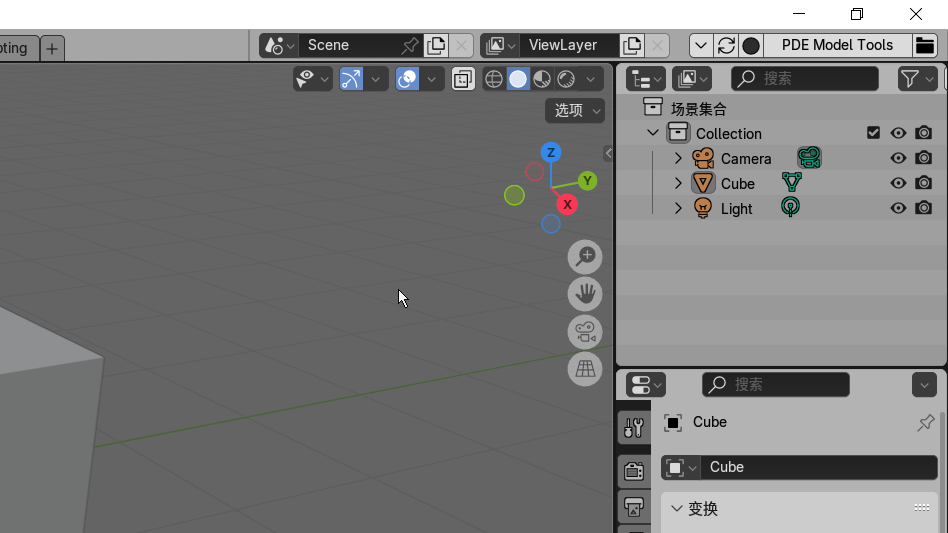 Scene
ViewLayer
PDE Model Tools
搜索
选项
场景集合
Collection
Camera
Cube
Light
Z
Y
X
搜索
Cube
Cube
变换